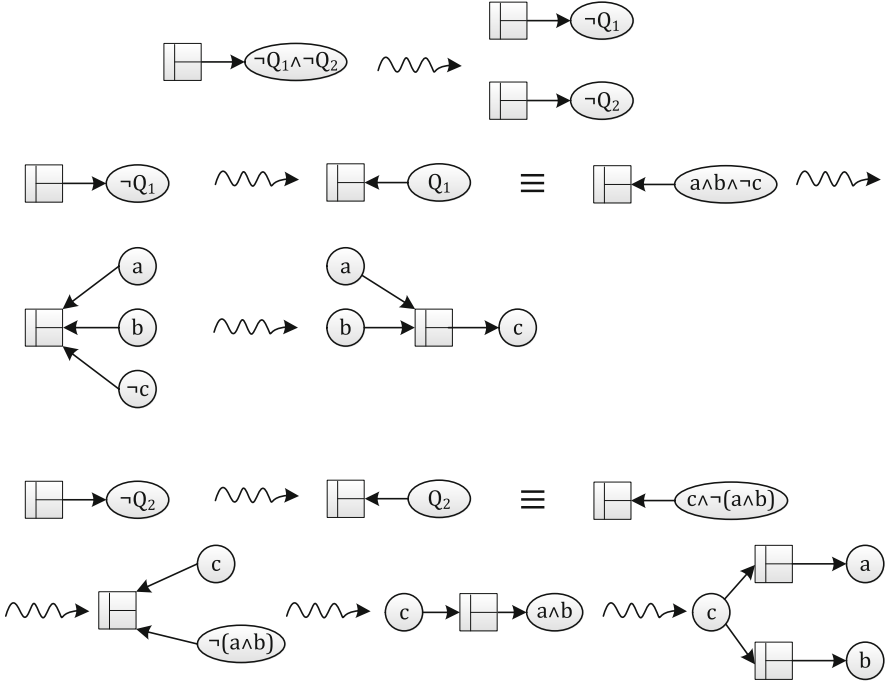 ¬Q₁
¬Q₁∧¬Q₂
¬Q₂
¬Q₁ Q₁ ≡ a∧b∧¬c
a a
b b c
¬c
¬Q₂ Q₂ ≡ c∧¬(a∧b)
c a
c a∧b c
¬(a∧b) b